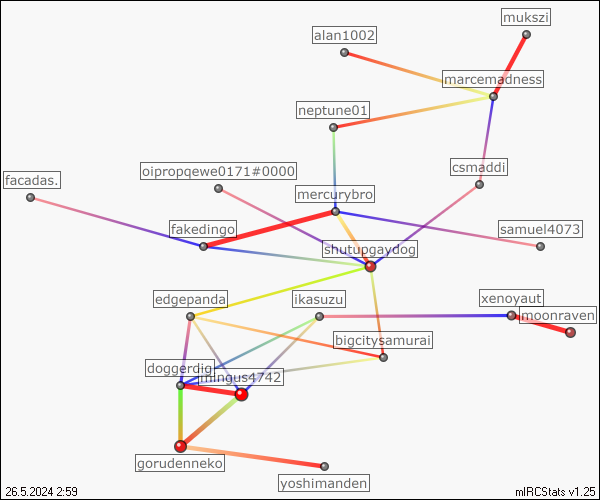 mukszi
alan1002
marcemadness
neptune01
oipropqewe0171#0000
csmaddi
facadas.
mercurybro
fakedingo
samuel4073
shutupgaydog
edgepanda
ikasuzu
xenoyaut
moonraven
bigcitysamurai
doggerdig
mingus4742
gorudenneko
yoshimanden
26.5.2024 2:59
mIRCStats v1.25